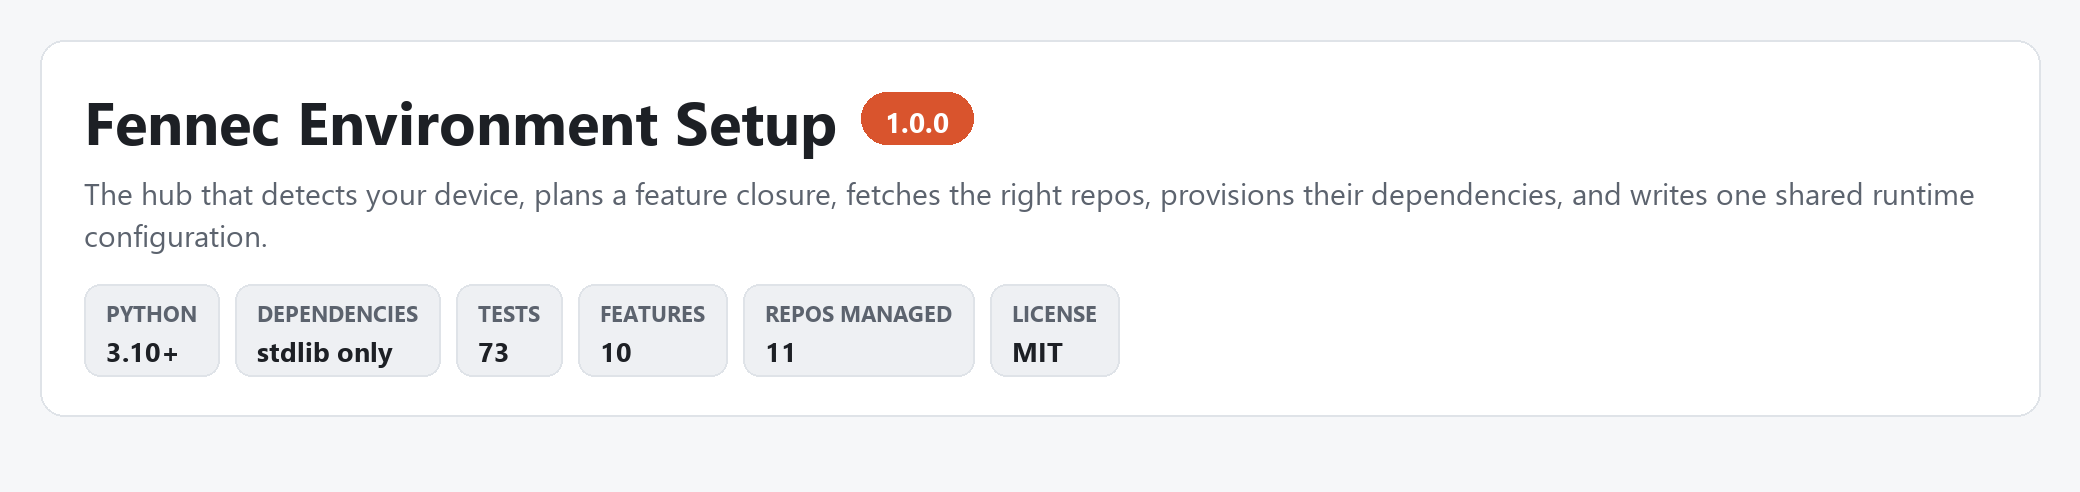 Fennec Environment Setup 1.0.0
The hub that detects your device, plans a feature closure, fetches the right repos, provisions their dependencies, and writes one shared runtime
configuration.
PYTHON DEPENDENCIES TESTS FEATURES REPOS MANAGED LICENSE
3.10+ stdlib only 73 10 11 MIT